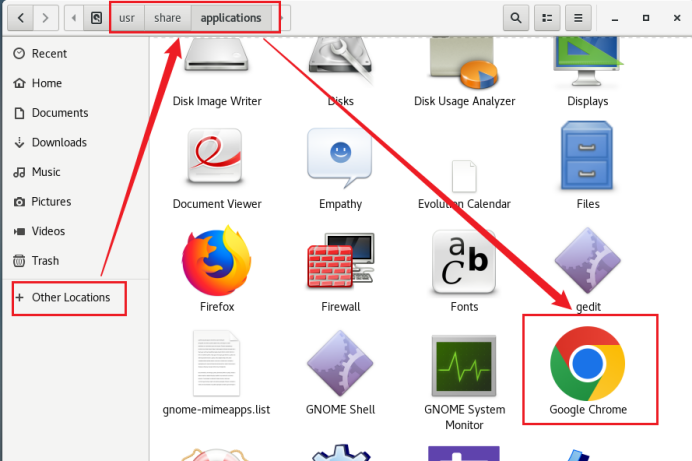 usr share applications
Recent
Home
Documents
Downloads
Music
Pictures
Videos
Trash
Other Locations
Disk Image Writer Disks Disk Usage Analyzer Displays
Document Viewer Empathy Evolution Calendar Files
Firefox Firewall Fonts gedit
gnome-mimeapps.list GNOME Shell GNOME System Google Chrome
Monitor